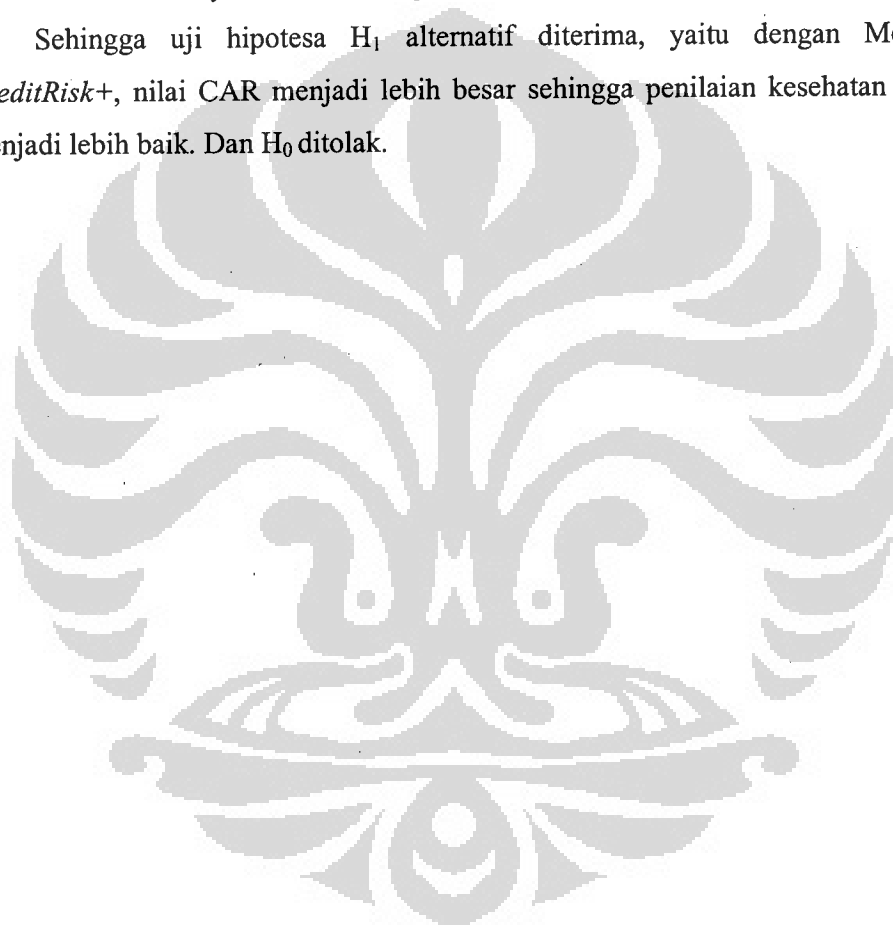 Sehingga uji hipotesa H₁ alternatif diterima, yaitu dengan M
editRisk+, nilai CAR menjadi lebih besar sehingga penilaian kesehatan
enjadi lebih baik. Dan H₀ ditolak.